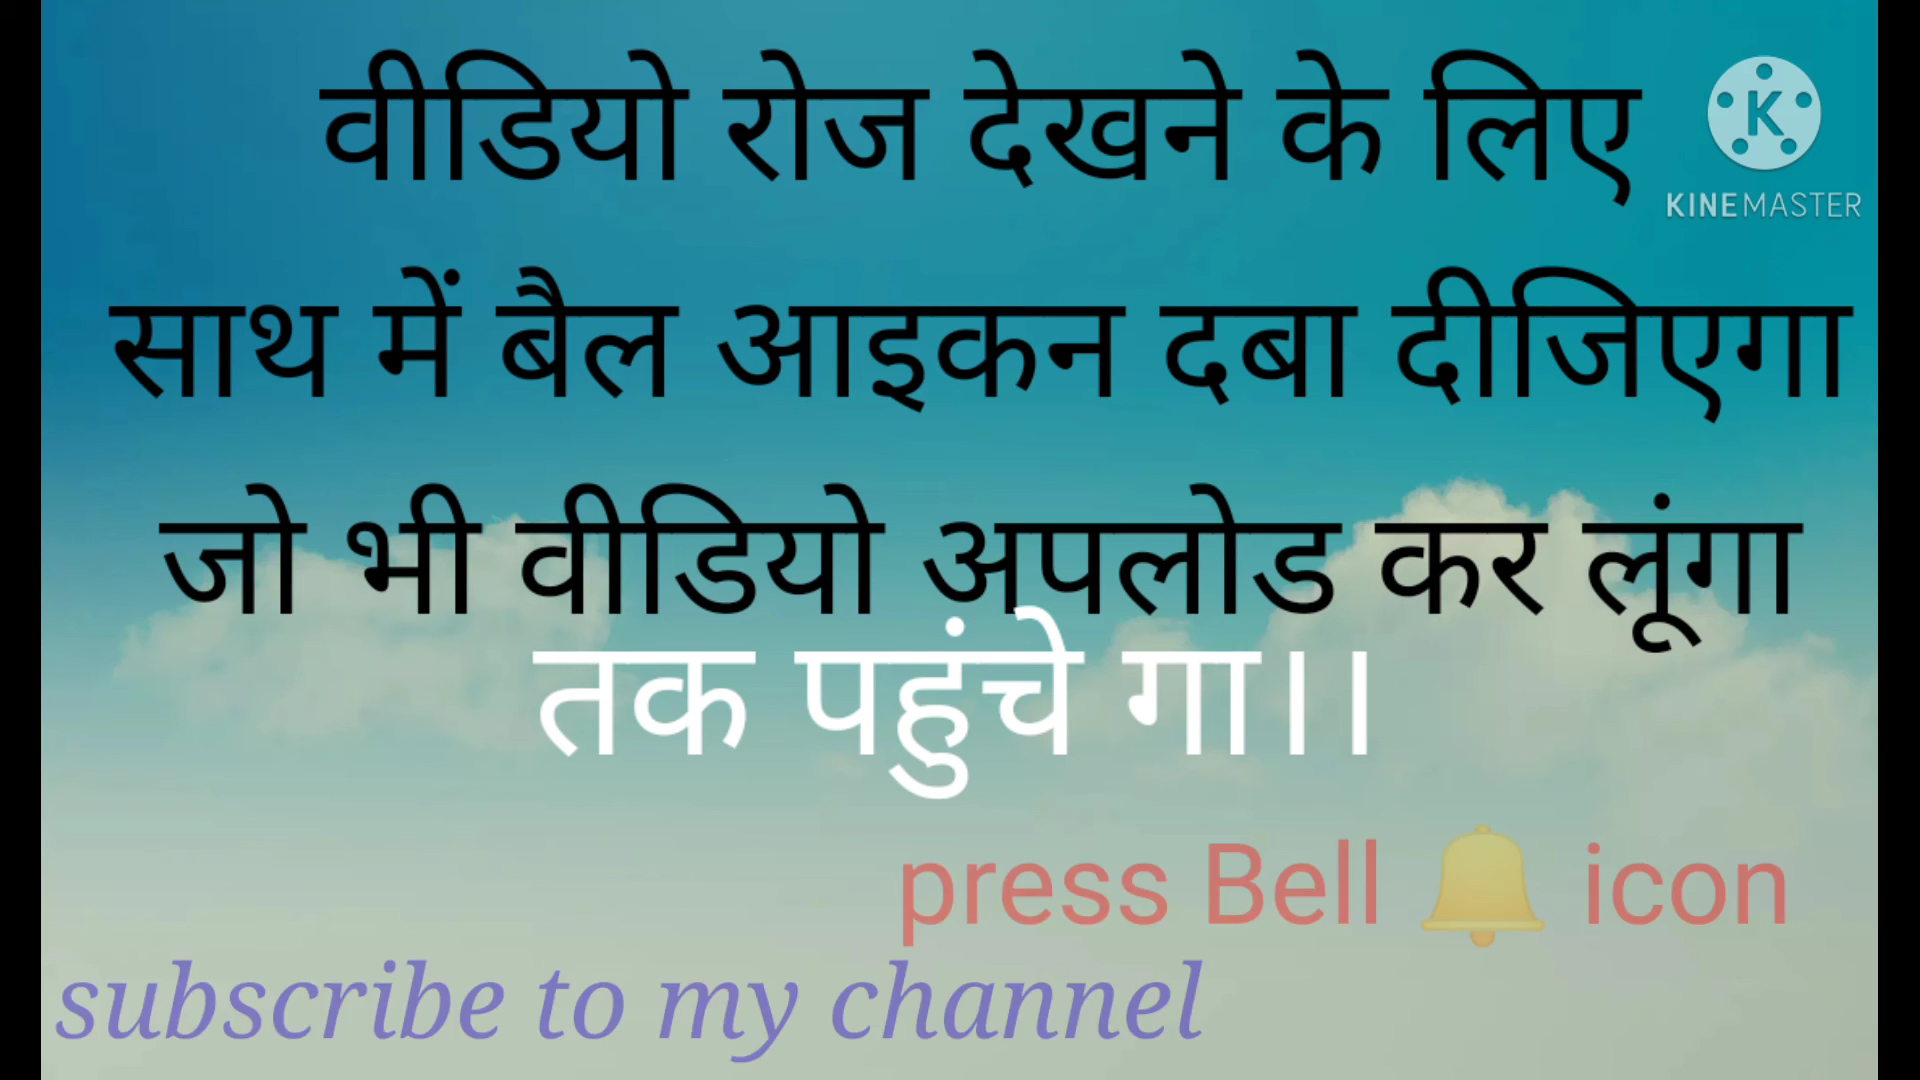 वीडियो रोज देखने के लिए
KINEMASTER
साथ में बैल आइकन दबा दीजिएगा
जो भी वीडियो अपलोड कर लूंगा
तक पहुंचे गा।।
press Bell 🔔 icon
subscribe to my channel